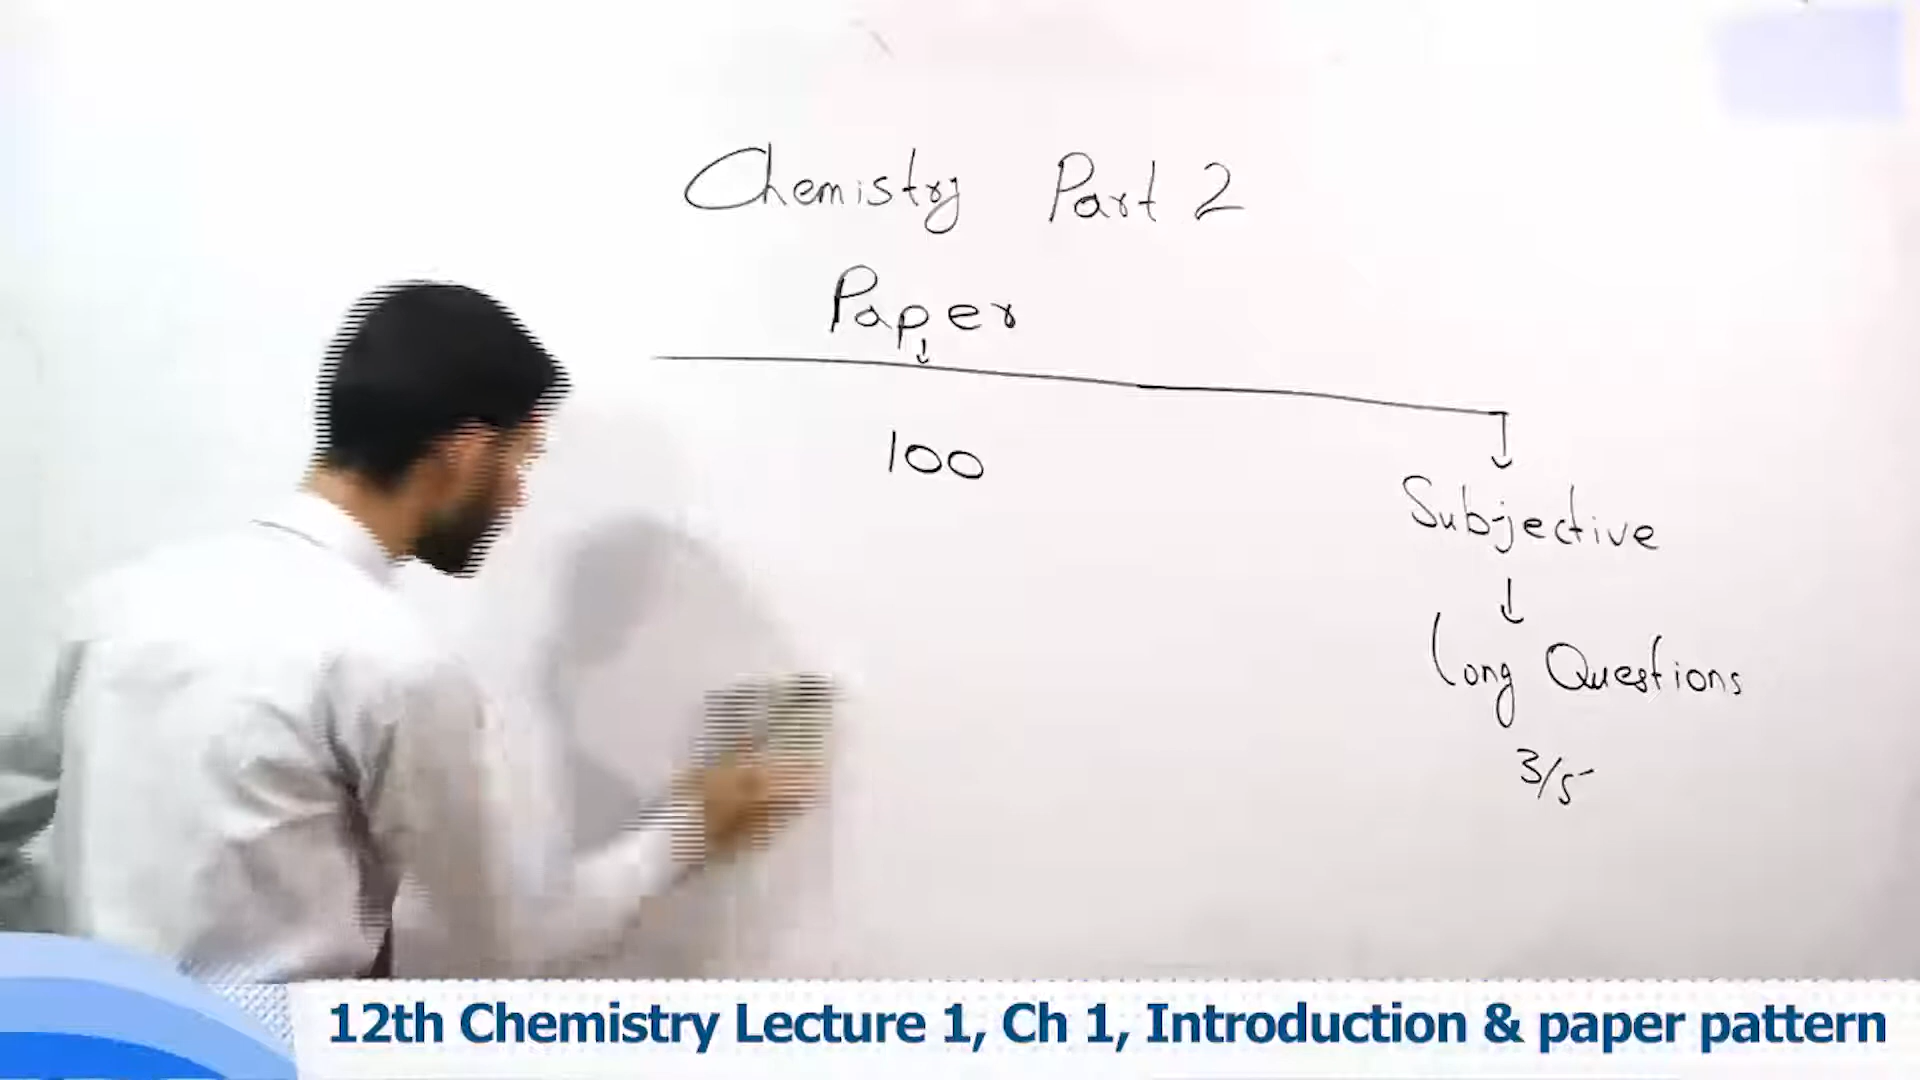 Chemistry Part 2
Paper
100
Subjective
Long Questions
3/5
12th Chemistry Lecture 1, Ch 1, Introduction & paper pattern